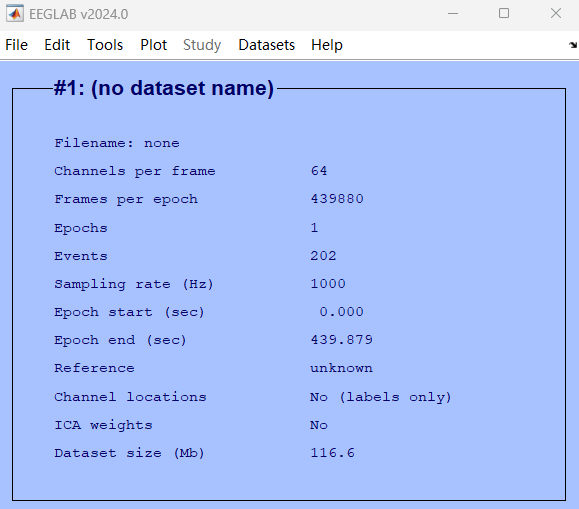 EEGLAB v2024.0
File Edit Tools Plot Study Datasets Help
#1: (no dataset name)
Filename: none
Channels per frame 64
Frames per epoch 439880
Epochs 1
Events 202
Sampling rate (Hz) 1000
Epoch start (sec) 0.000
Epoch end (sec) 439.879
Reference unknown
Channel locations No (labels only)
ICA weights No
Dataset size (Mb) 116.6